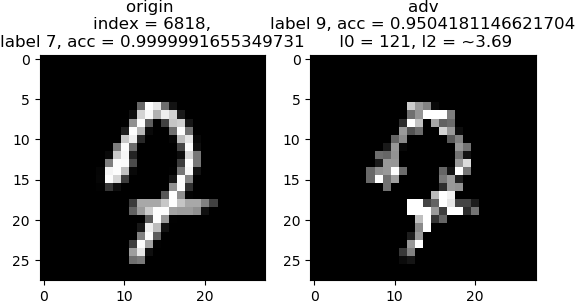 origin
index = 6818,
label 7, acc = 0.9999991655349731
adv
label 9, acc = 0.9504181146621704
l0 = 121, l2 = ~3.69
0
5
10
15
20
25
0 10 20
0
5
10
15
20
25
0 10 20